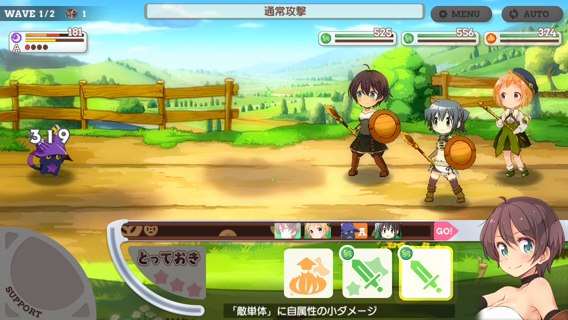 WAVE 1/2
1
通常攻撃
MENU
AUTO
181
A
525
556
374
319
GO!
とっておき
SUPPORT
「敵単体」に自属性の小ダメージ